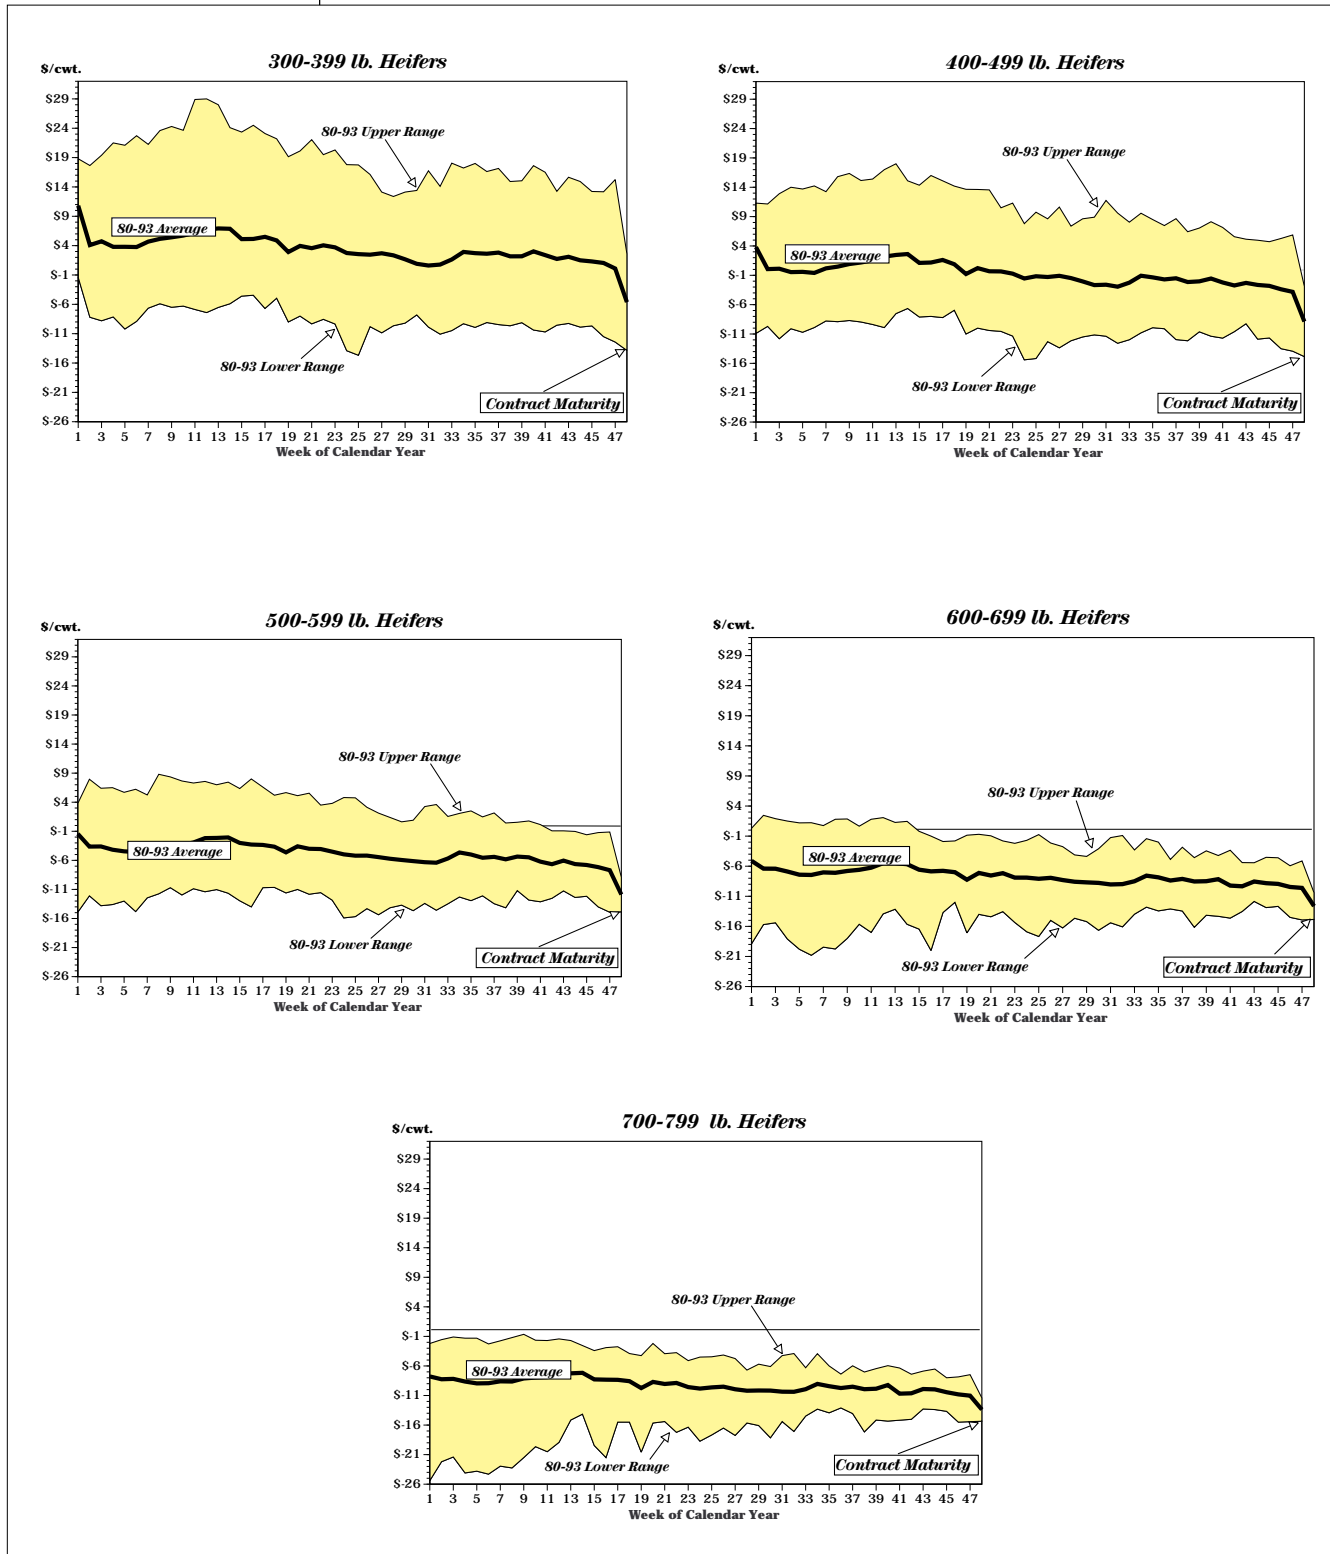 300-399 lb. Heifers
$/cwt.
$29
$24
$19
$14
$9
$4
$-1
$-6
$-11
$-16
$-21
$-26
80-93 Upper Range
80-93 Average
80-93 Lower Range
Contract Maturity
1 3 5 7 9 11 13 15 17 19 21 23 25 27 29 31 33 35 37 39 41 43 45 47
Week of Calendar Year
400-499 lb. Heifers
$/cwt.
$29
$24
$19
$14
$9
$4
$-1
$-6
$-11
$-16
$-21
$-26
80-93 Upper Range
80-93 Average
80-93 Lower Range
Contract Maturity
1 3 5 7 9 11 13 15 17 19 21 23 25 27 29 31 33 35 37 39 41 43 45 47
Week of Calendar Year
500-599 lb. Heifers
$/cwt.
$29
$24
$19
$14
$9
$4
$-1
$-6
$-11
$-16
$-21
$-26
80-93 Upper Range
80-93 Average
80-93 Lower Range
Contract Maturity
1 3 5 7 9 11 13 15 17 19 21 23 25 27 29 31 33 35 37 39 41 43 45 47
Week of Calendar Year
600-699 lb. Heifers
$/cwt.
$29
$24
$19
$14
$9
$4
$-1
$-6
$-11
$-16
$-21
$-26
80-93 Upper Range
80-93 Average
80-93 Lower Range
Contract Maturity
1 3 5 7 9 11 13 15 17 19 21 23 25 27 29 31 33 35 37 39 41 43 45 47
Week of Calendar Year
700-799 lb. Heifers
$/cwt.
$29
$24
$19
$14
$9
$4
$-1
$-6
$-11
$-16
$-21
$-26
80-93 Upper Range
80-93 Average
80-93 Lower Range
Contract Maturity
1 3 5 7 9 11 13 15 17 19 21 23 25 27 29 31 33 35 37 39 41 43 45 47
Week of Calendar Year